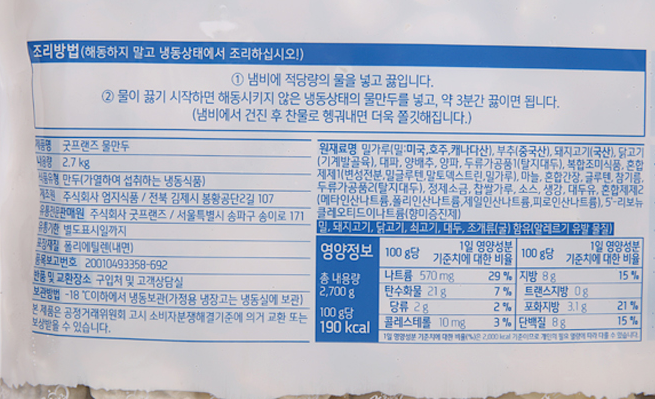 조리방법 (해동하지 말고 냉동상태에서 조리하십시오!)
① 냄비에 적당량의 물을 넣고 끓입니다.
② 물이 끓기 시작하면 해동시키지 않은 냉동상태의 물만두를 넣고, 약 3분간 끓이면 됩니다.
(냄비에서 건진 후 찬물로 헹궈내면 더욱 쫄깃해집니다.)
제품명 굿프랜즈 물만두
내용량 2.7 kg
식품유형 만두(가열하여 섭취하는 냉동식품)
제조원 주식회사 엄지식품 / 전북 김제시 봉황공단2길 107
유통전문판매원 주식회사 굿프랜즈 / 서울특별시 송파구 송이로 171
유통기한 별도표시일까지
포장재질 폴리에틸렌(내면)
품목보고번호 20010493358-692
반품 및 교환장소 구입처 및 고객상담실
보관방법 -18 ℃이하에서 냉동보관(가정용 냉장고는 냉동실에 보관)
본 제품은 공정거래위원회 고시 소비자분쟁해결기준에 의거 교환 또는
보상받을 수 있습니다.
원재료명 밀가루(밀:미국,호주,캐나다산), 부추(중국산), 돼지고기(국산), 닭고기
(기계발골육), 대파, 양배추, 양파, 두류가공품1(탈지대두), 복합조미식품, 혼합
제제1(변성전분,밀글루텐,말토덱스트린,밀가루), 마늘, 혼합간장, 글루텐, 참기름,
두류가공품2(탈지대두), 정제소금, 찹쌀가루, 소스, 생강, 대두유, 혼합제제2
(메타인산나트륨,폴리인산나트륨,제일인산나트륨,피로인산나트륨), 5'-리보뉴
클레오티드이나트륨(향미증진제)
밀, 돼지고기, 닭고기, 쇠고기, 대두, 조개류(굴) 함유(알레르기 유발 물질)
영양정보
총 내용량
2,700 g
100 g당
190 kcal
100 g당 1일 영양성분 기준치에 대한 비율 100 g당 1일 영양성분 기준치에 대한 비율
나트륨 570 mg 29 % 지방 8 g 15 %
탄수화물 21 g 7 % 트랜스지방 0 g
당류 2 g 2 % 포화지방 3.1 g 21 %
콜레스테롤 10 mg 3 % 단백질 8 g 15 %
1일 영양성분 기준치에 대한 비율(%)은 2,000 kcal 기준이므로 개인의 필요 열량에 따라 다를 수 있습니다.